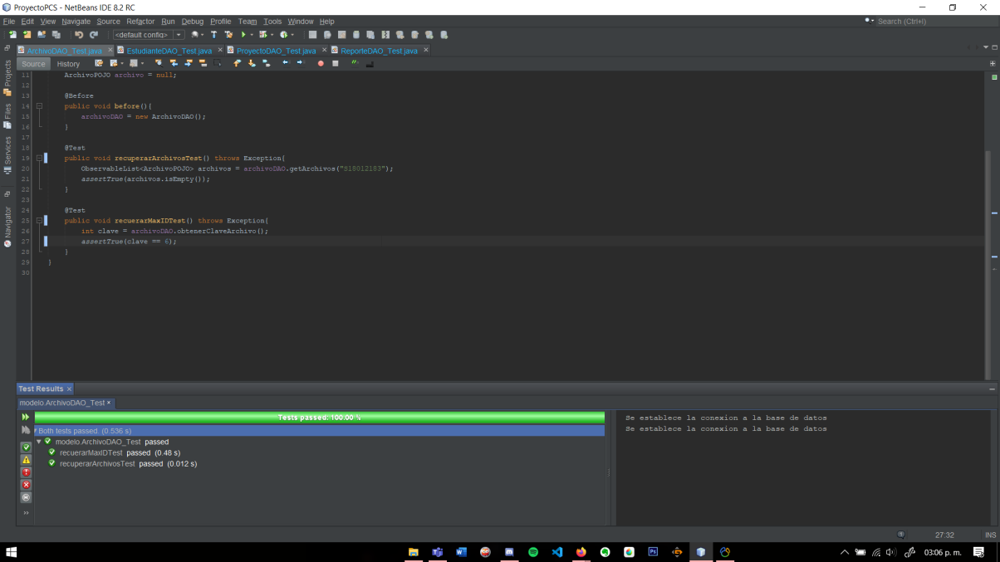 ProyectoPCS - NetBeans IDE 8.2 RC
File Edit View Navigate Source Refactor Run Debug Profile Team Tools Window Help
Search (Ctrl+I)
<default config>
ArchivoDAO_Test.java × EstudianteDAO_Test.java × ProyectoDAO_Test.java × ReporteDAO_Test.java ×
Source History
Projects
Files
Services
Navigator
11 ArchivoPOJO archivo = null;
12
13 @Before
14 public void before(){
15 archivoDAO = new ArchivoDAO();
16 }
17
18 @Test
19 public void recuperarArchivosTest() throws Exception{
20 ObservableList<ArchivoPOJO> archivos = archivoDAO.getArchivos("S18012183");
21 assertTrue(archivos.isEmpty());
22 }
23
24 @Test
25 public void recuerarMaxIDTest() throws Exception{
26 int clave = archivoDAO.obtenerClaveArchivo();
27 assertTrue(clave == 6);
28 }
29 }
30
Test Results ×
modelo.ArchivoDAO_Test ×
Tests passed: 100.00 %
Both tests passed. (0.536 s)
modelo.ArchivoDAO_Test passed
recuerarMaxIDTest passed (0.48 s)
recuperarArchivosTest passed (0.012 s)
Se establece la conexion a la base de datos
Se establece la conexion a la base de datos
27:32 INS
03:06 p. m.